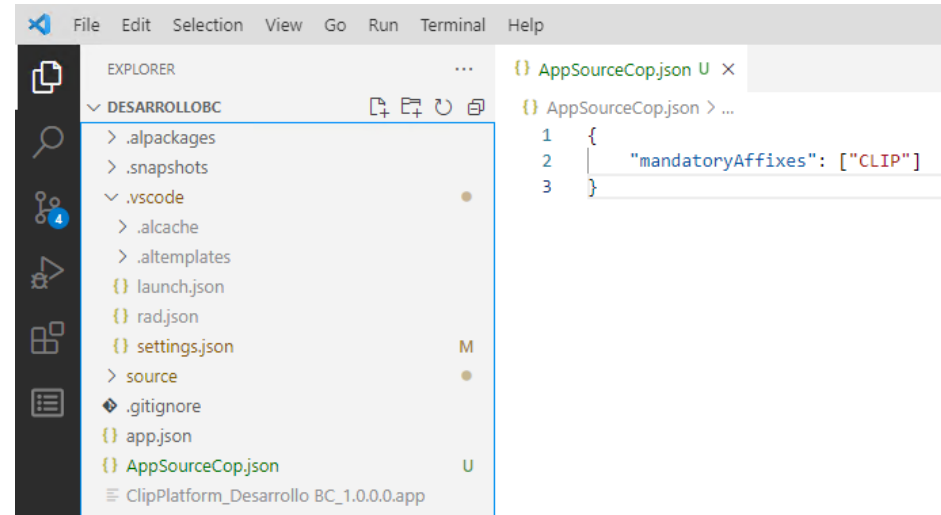 File Edit Selection View Go Run Terminal Help
EXPLORER
DESARROLLOBC
.alpackages
.snapshots
.vscode
.alcache
.altemplates
launch.json
rad.json
settings.json M
source
.gitignore
app.json
AppSourceCop.json U
ClipPlatform_Desarrollo BC_1.0.0.0.app
4
{} AppSourceCop.json U ×
{} AppSourceCop.json > ...
1 {
2 "mandatoryAffixes": ["CLIP"]
3 }